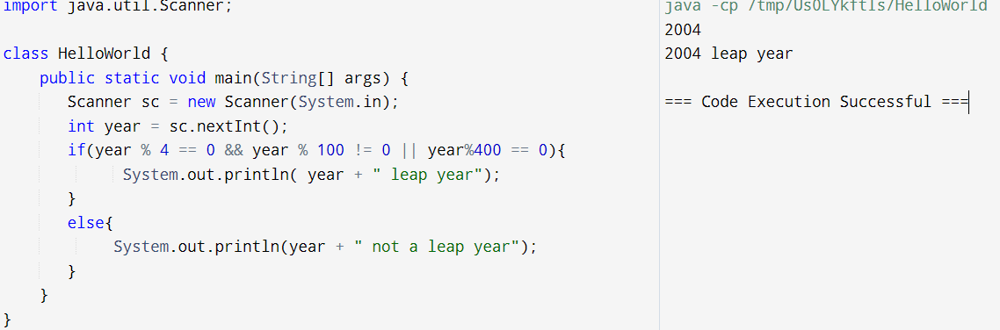 import java.util.Scanner;
class HelloWorld {
public static void main(String[] args) {
Scanner sc = new Scanner(System.in);
int year = sc.nextInt();
if(year % 4 == 0 && year % 100 != 0 || year%400 == 0){
System.out.println( year + " leap year");
}
else{
System.out.println(year + " not a leap year");
}
}
}
java -cp /tmp/Us0LYkftIs/HelloWorld
2004
2004 leap year
=== Code Execution Successful ===